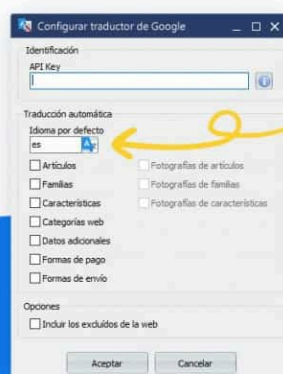 Configurar traductor de Google
Identificación
API Key
Traducción automática
Idioma por defecto
es
Artículos
Fotografías de artículos
Familias
Fotografías de familias
Características
Fotografías de características
Categorías web
Datos adicionales
Formas de pago
Formas de envío
Opciones
Incluir los excluídos de la web
Aceptar
Cancelar